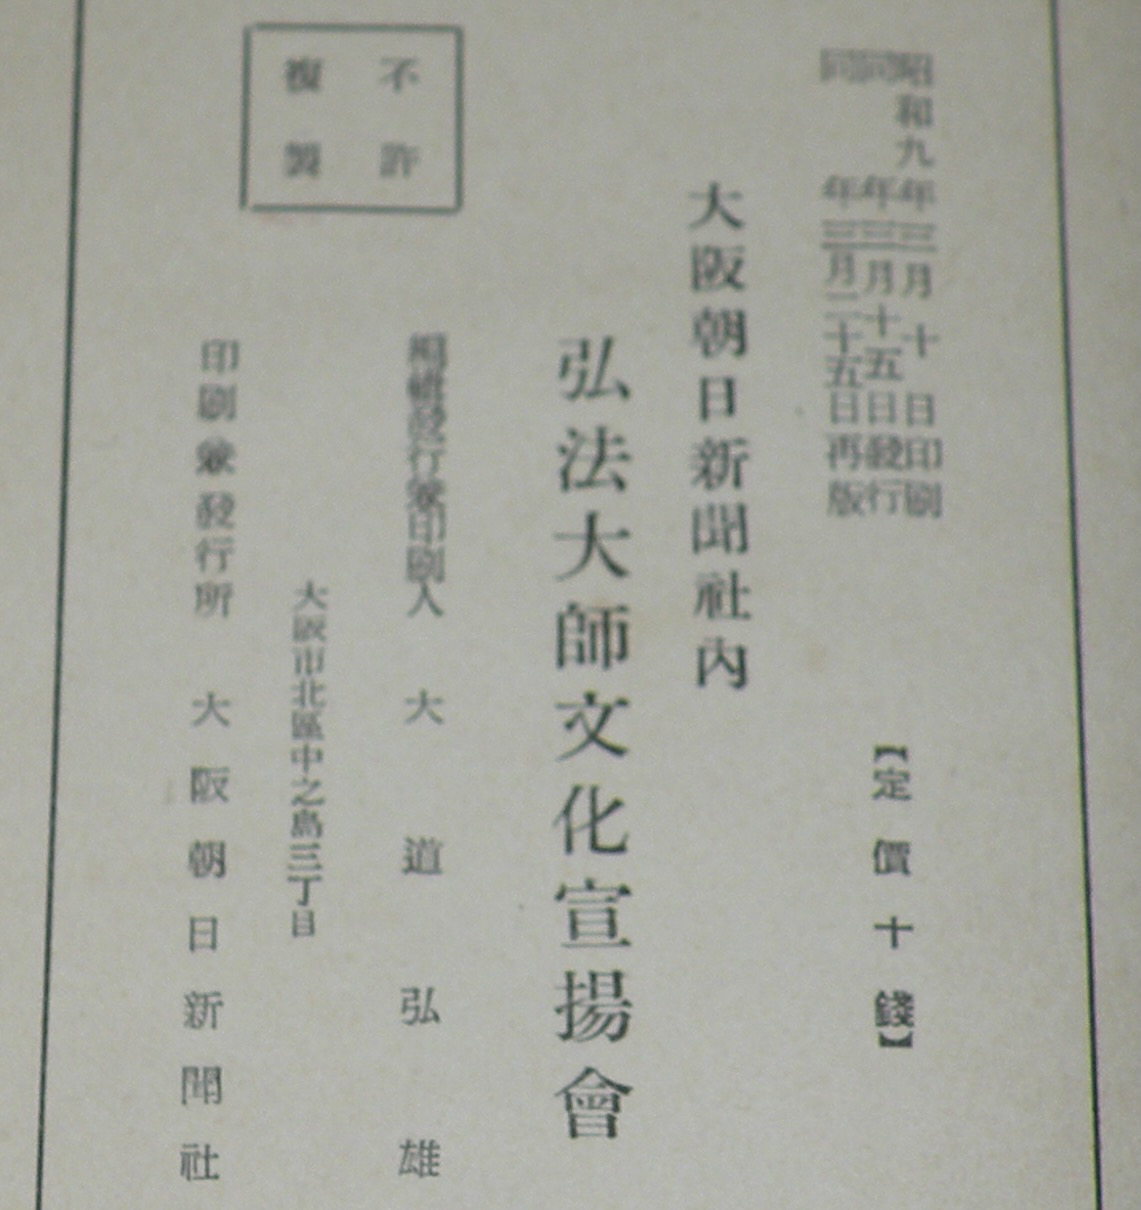 昭和九年三月十日印刷
同年三月十五日發行
同年三月二十五日再版
【定價十錢】
大阪朝日新聞社內
弘法大師文化宣揚會
不許
複製
編輯發行兼印刷人 大道弘雄
大阪市北區中之島三丁目
印刷兼發行所 大阪朝日新聞社